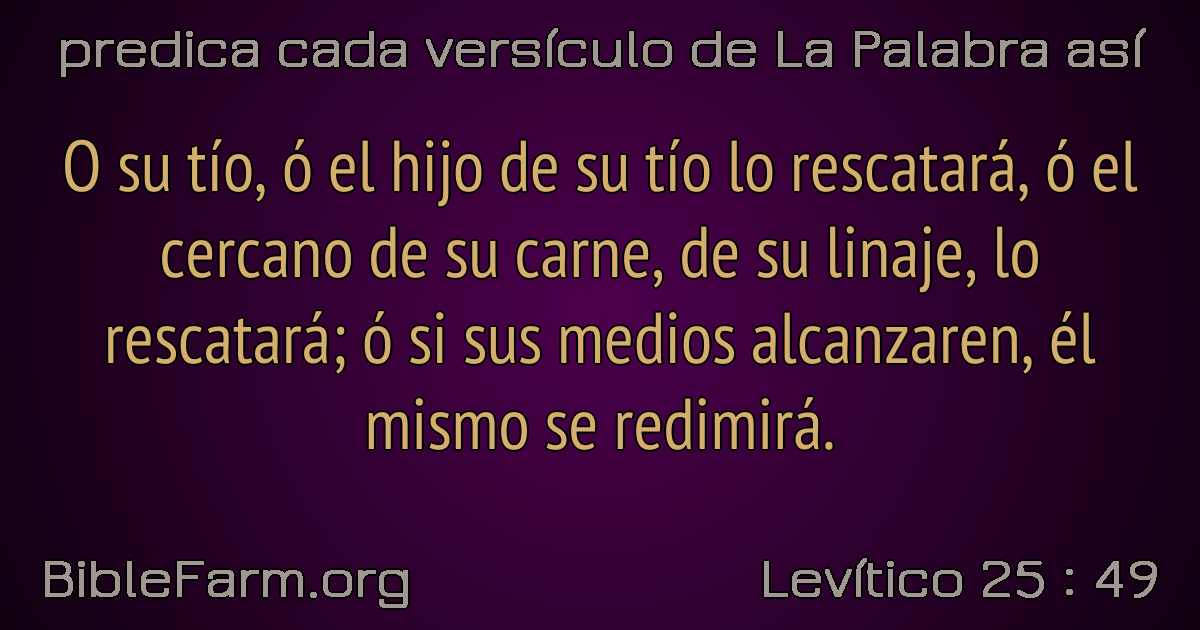 predica cada versículo de La Palabra así
O su tío, ó el hijo de su tío lo rescatará, ó el
cercano de su carne, de su linaje, lo
rescatará; ó si sus medios alcanzaren, él
mismo se redimirá.
BibleFarm.org
Levítico 25 : 49